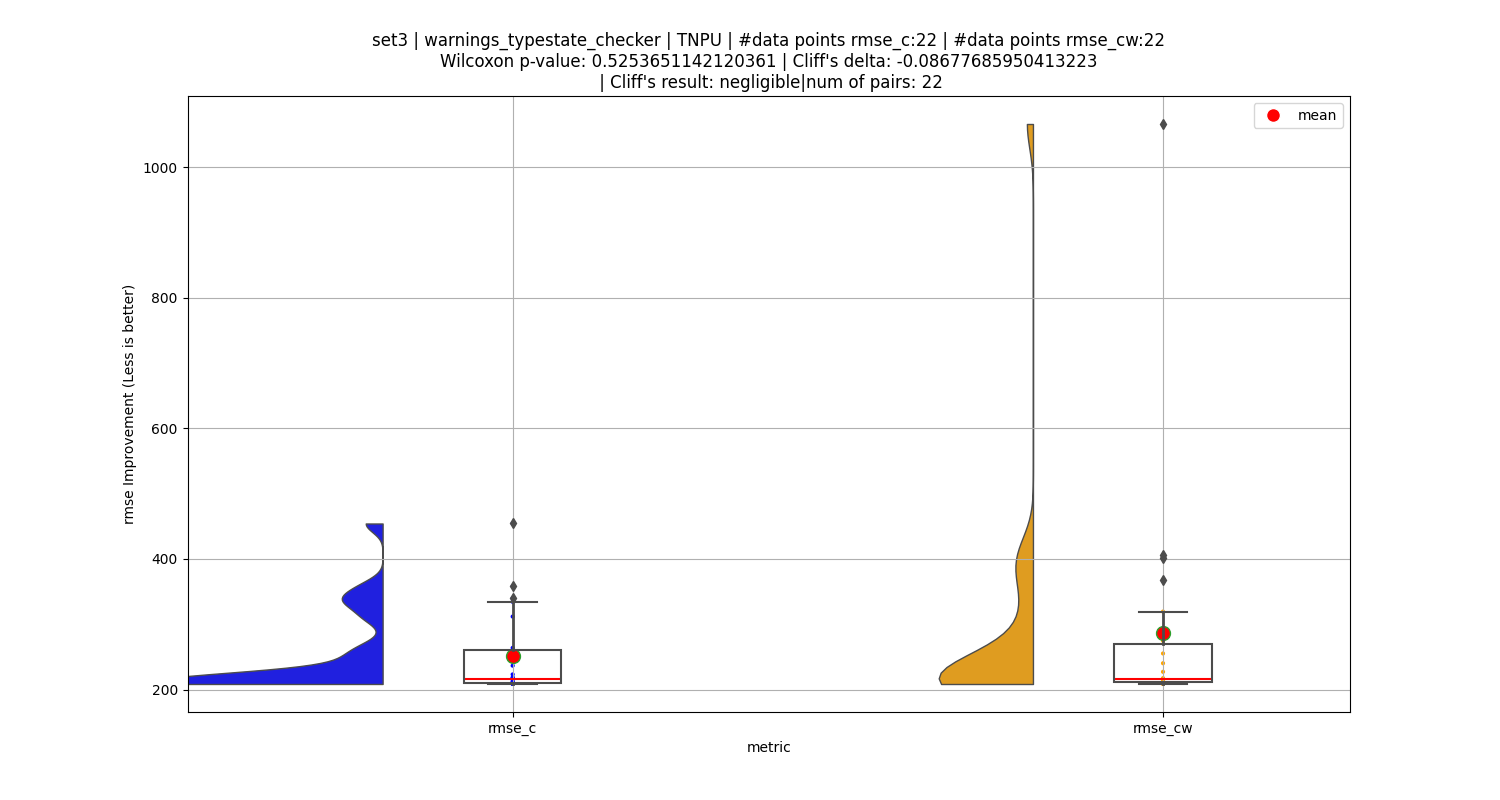 set3 | warnings_typestate_checker | TNPU | #data points rmse_c:22 | #data points rmse_cw:22
Wilcoxon p-value: 0.5253651142120361 | Cliff's delta: -0.08677685950413223
| Cliff's result: negligible|num of pairs: 22
mean
1000
800
600
400
200
rmse Improvement (Less is better)
rmse_c
rmse_cw
metric